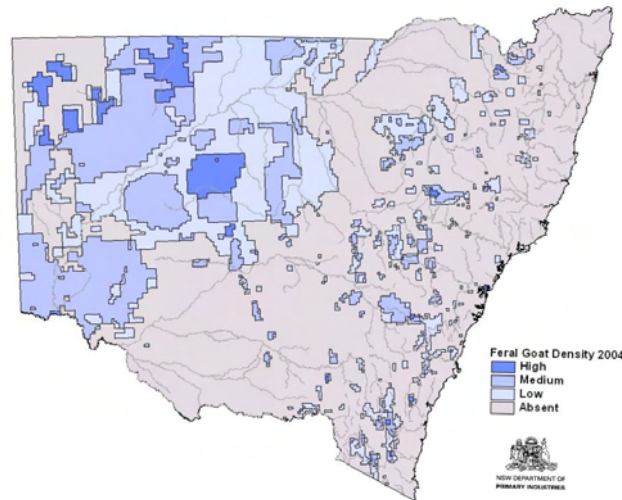 Feral Goat Density 2004
High
Medium
Low
Absent
NSW DEPARTMENT OF
PRIMARY INDUSTRIES